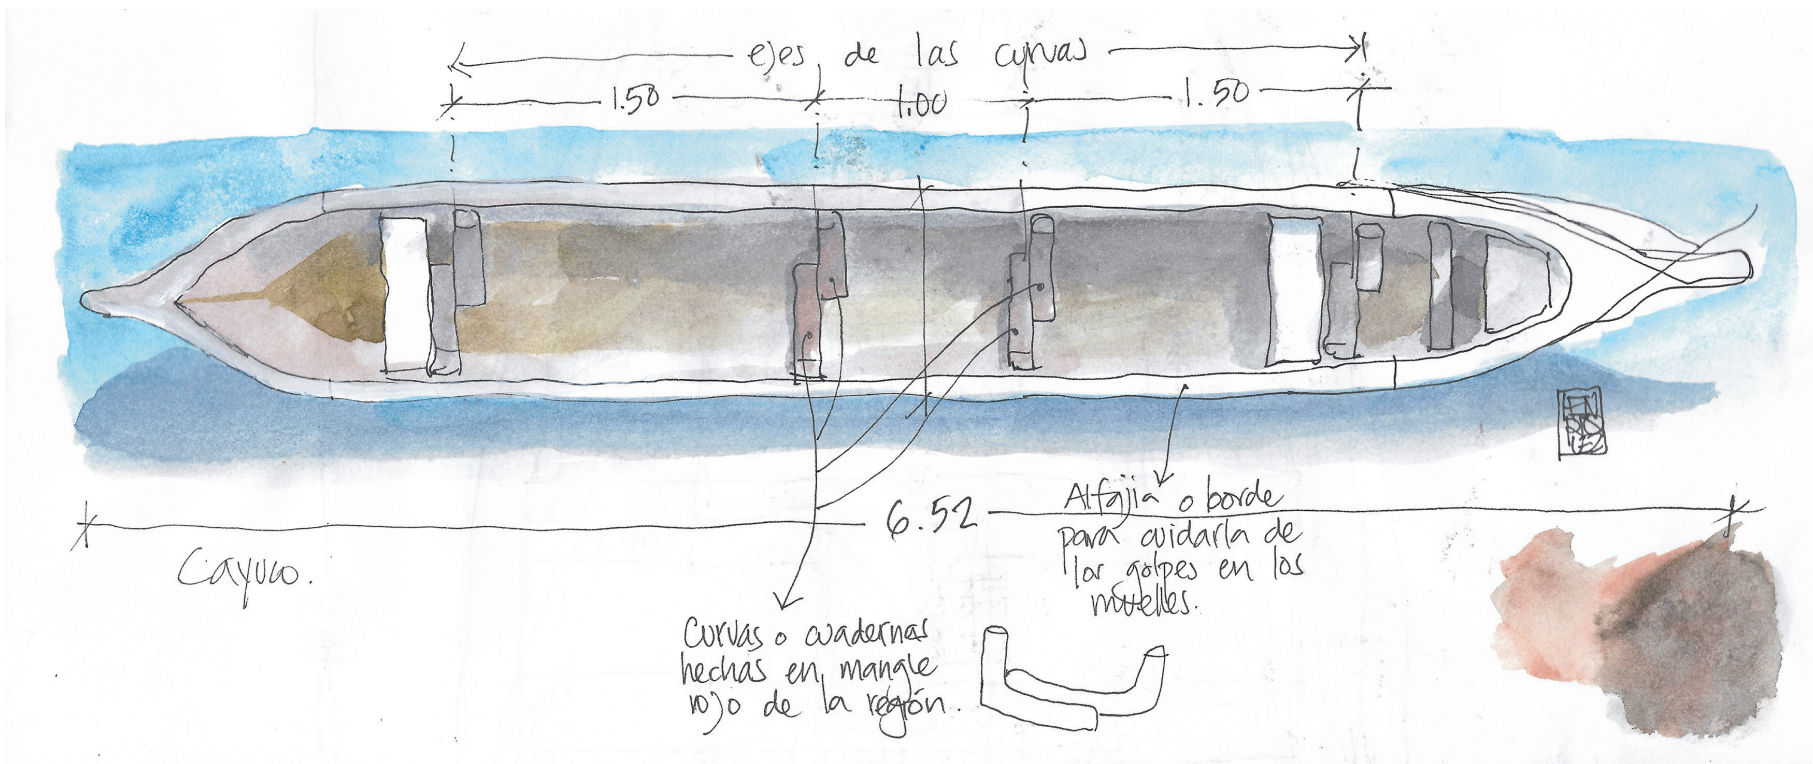 ejes de las curvas
1.50
1.00
1.50
6.52
Cayuco.
Alfajia o borde
para cuidarla de
los golpes en los
muelles.
Curvas o cuadernas
hechas en mangle
rojo de la región.